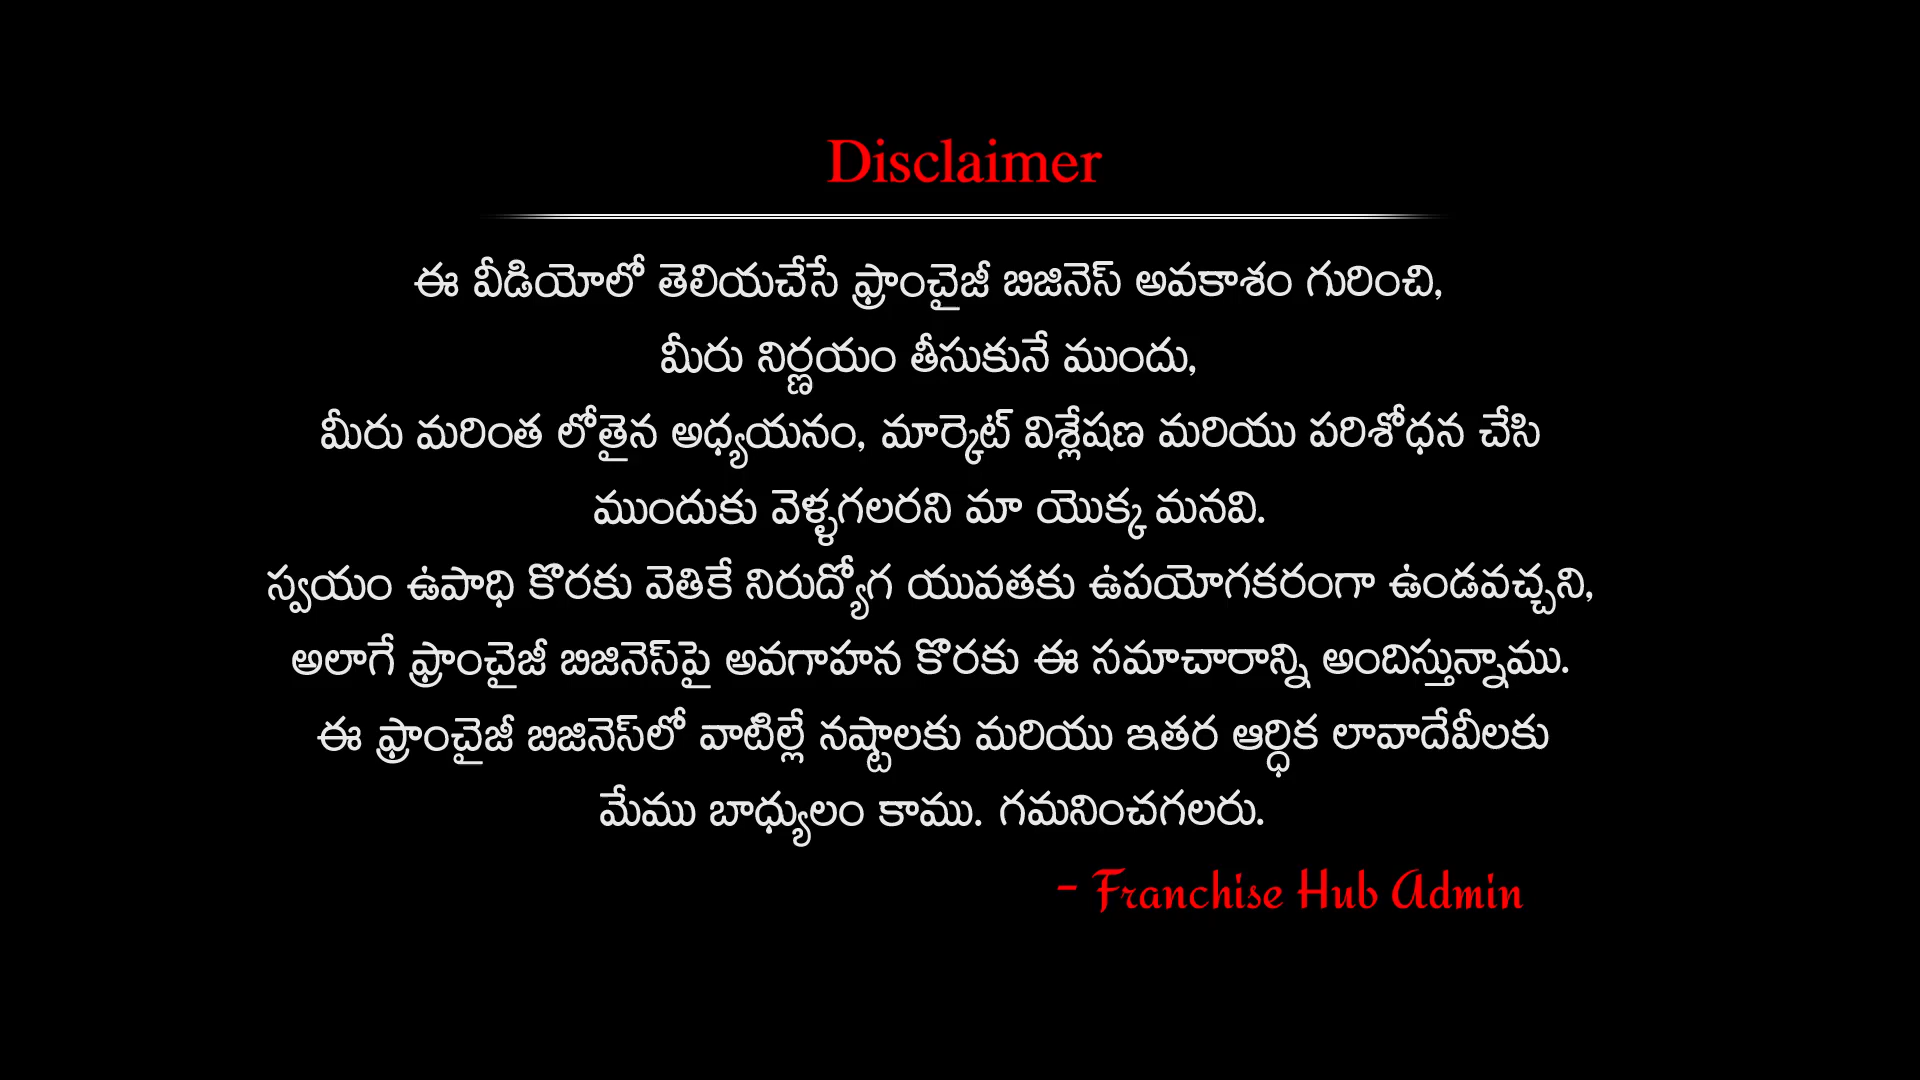 Disclaimer
ఈ వీడియోలో తెలియచేసే ఫ్రాంచైజీ బిజినెస్ అవకాశం గురించి,
మీరు నిర్ణయం తీసుకునే ముందు,
మీరు మరింత లోతైన అధ్యయనం, మార్కెట్ విశ్లేషణ మరియు పరిశోధన చేసి
ముందుకు వెళ్ళగలరని మా యొక్క మనవి.
స్వయం ఉపాధి కొరకు వెతికే నిరుద్యోగ యువతకు ఉపయోగకరంగా ఉండవచ్చని,
అలాగే ఫ్రాంచైజీ బిజినెస్‌పై అవగాహన కొరకు ఈ సమాచారాన్ని అందిస్తున్నాము.
ఈ ఫ్రాంచైజీ బిజినెస్‌లో వాటిల్లే నష్టాలకు మరియు ఇతర ఆర్ధిక లావాదేవీలకు
మేము బాధ్యులం కాము. గమనించగలరు.
- Franchise Hub Admin